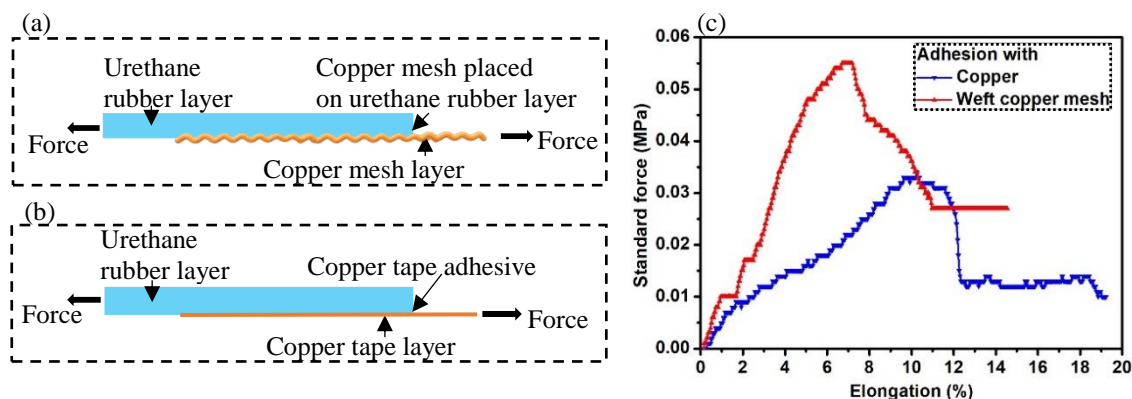 (a)
Urethane
rubber layer
Copper mesh placed
on urethane rubber layer
Force
Force
Copper mesh layer
(b)
Urethane
rubber layer
Copper tape adhesive
Force
Force
Copper tape layer
(c)
Adhesion with
Copper
Weft copper mesh
Standard force (MPa)
0.06
0.05
0.04
0.03
0.02
0.01
0.00
0 2 4 6 8 10 12 14 16 18 20
Elongation (%)